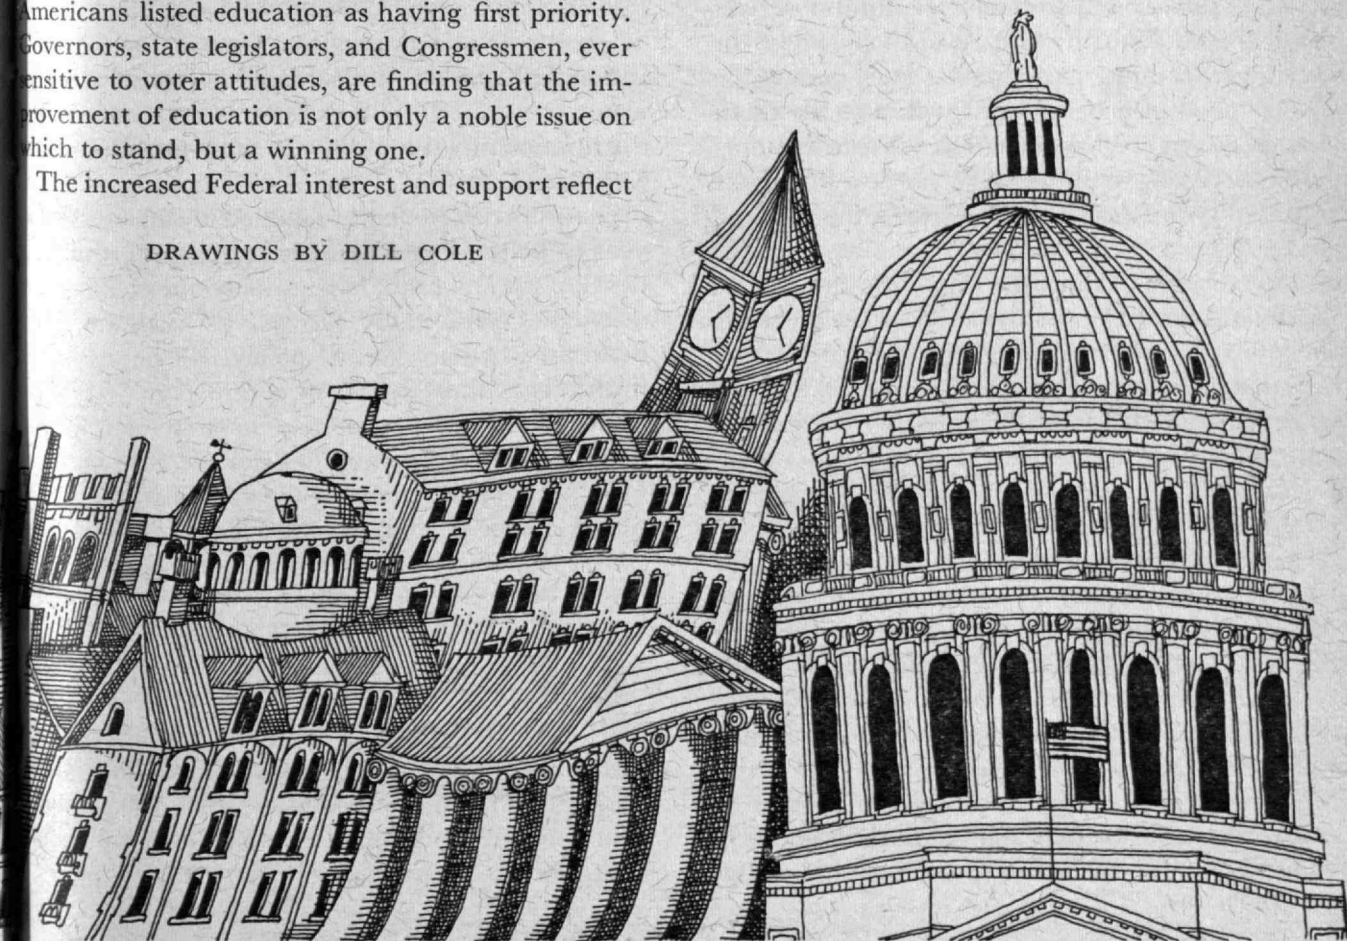 Americans listed education as having first priority.
Governors, state legislators, and Congressmen, ever
sensitive to voter attitudes, are finding that the im-
provement of education is not only a noble issue on
which to stand, but a winning one.
The increased Federal interest and support reflect
DRAWINGS BY DILL COLE